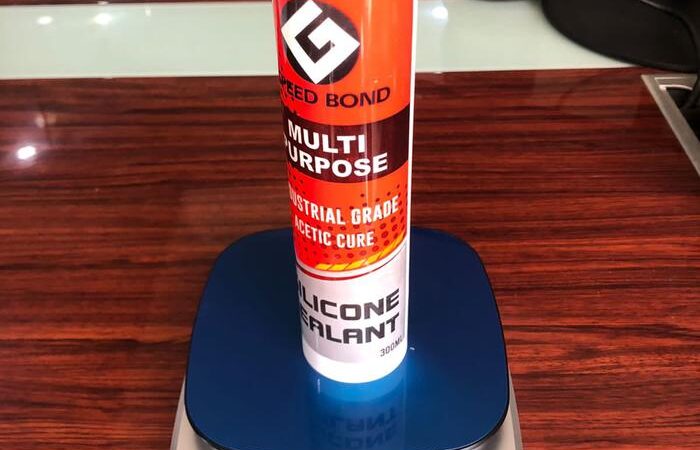 G
PEED BOND
MULTI
URPOSE
USTRIAL GRADE
ACETIC CURE
ILICONE
EALANT
300ML